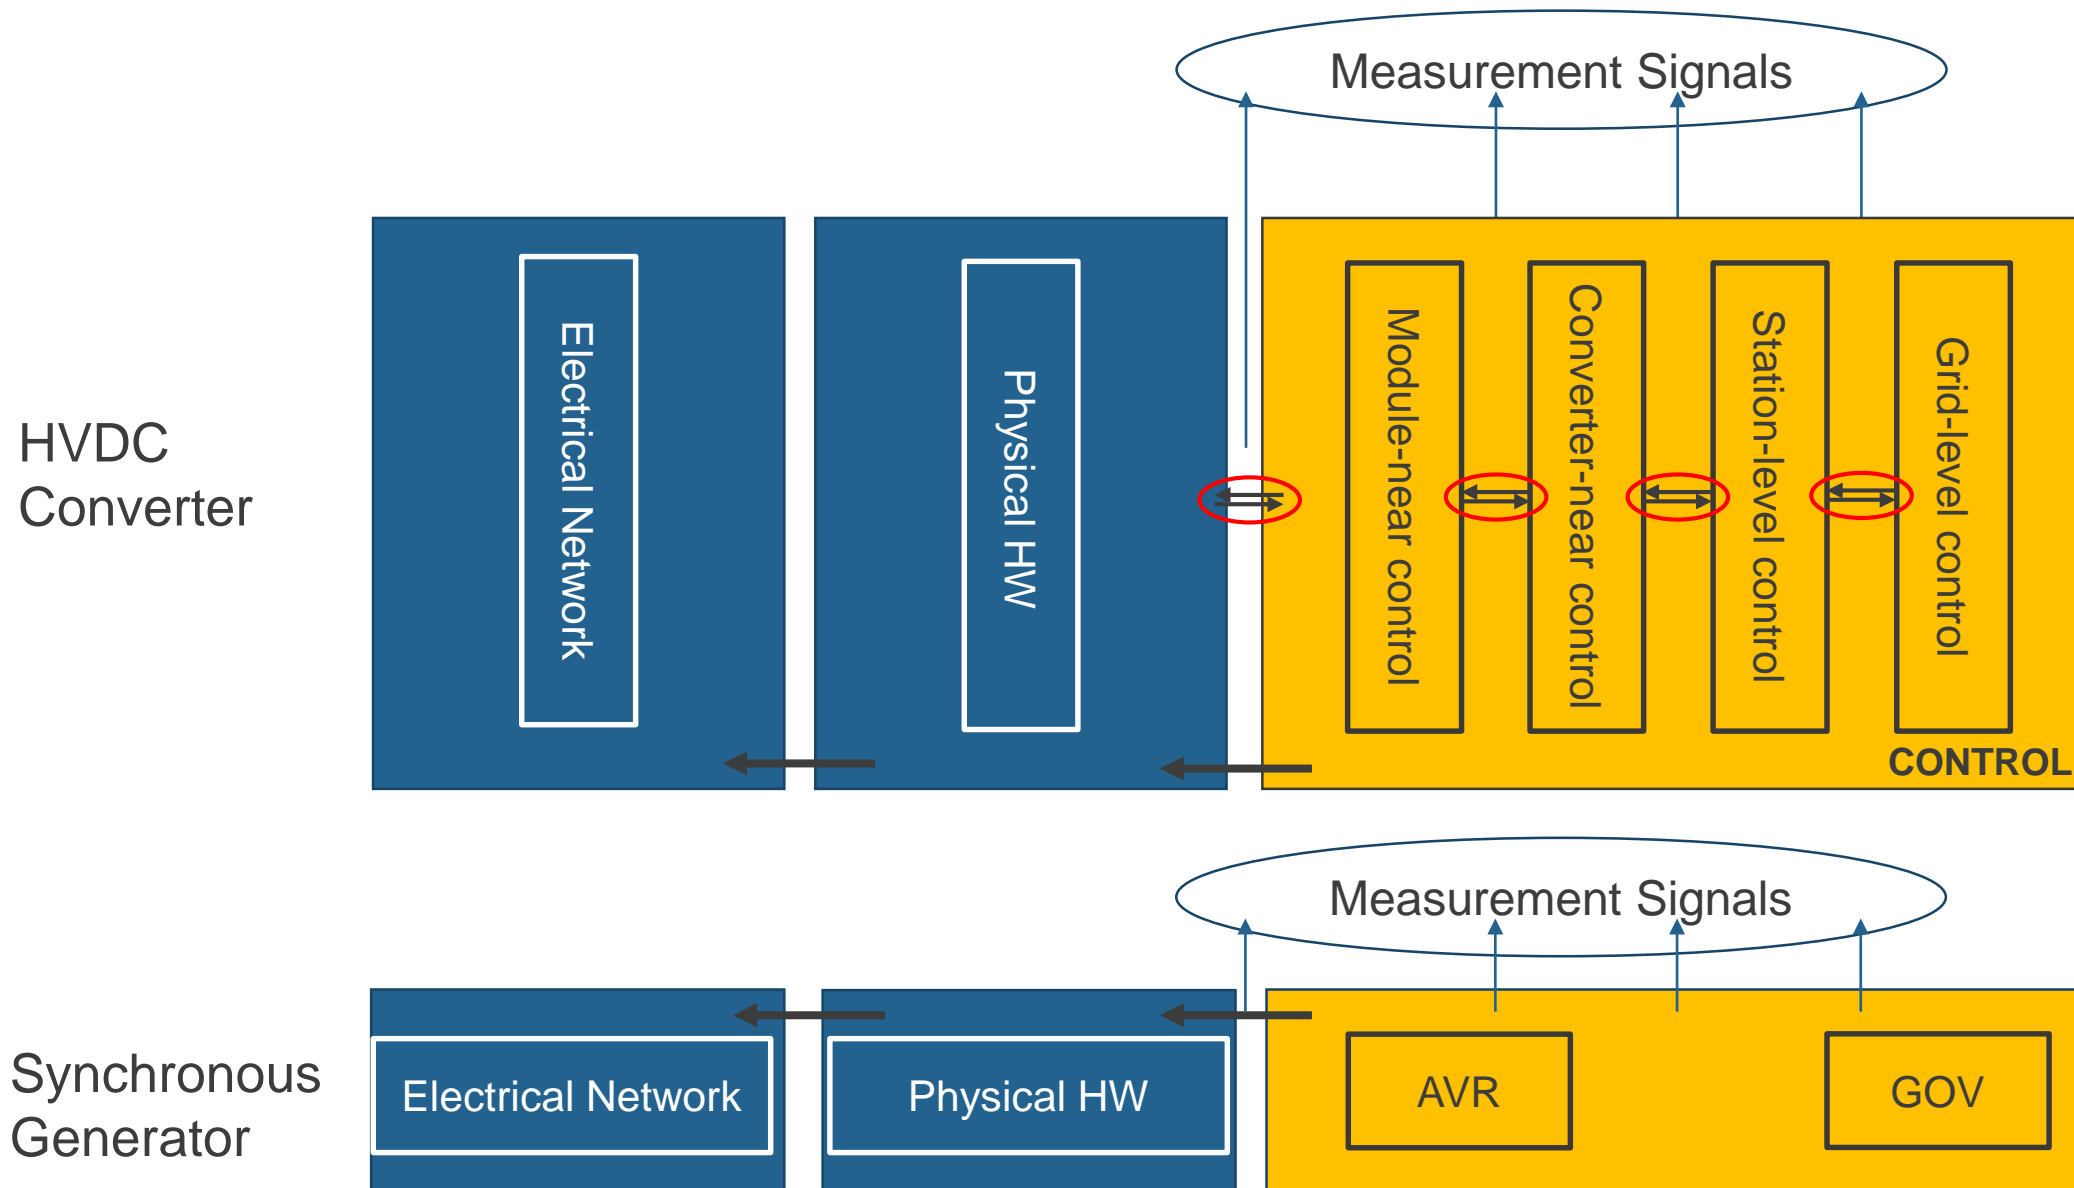 Measurement Signals
HVDC
Converter
Electrical Network
Physical HW
Module-near control
Converter-near control
Station-level control
Grid-level control
CONTROL
Measurement Signals
Synchronous
Generator
Electrical Network
Physical HW
AVR
GOV